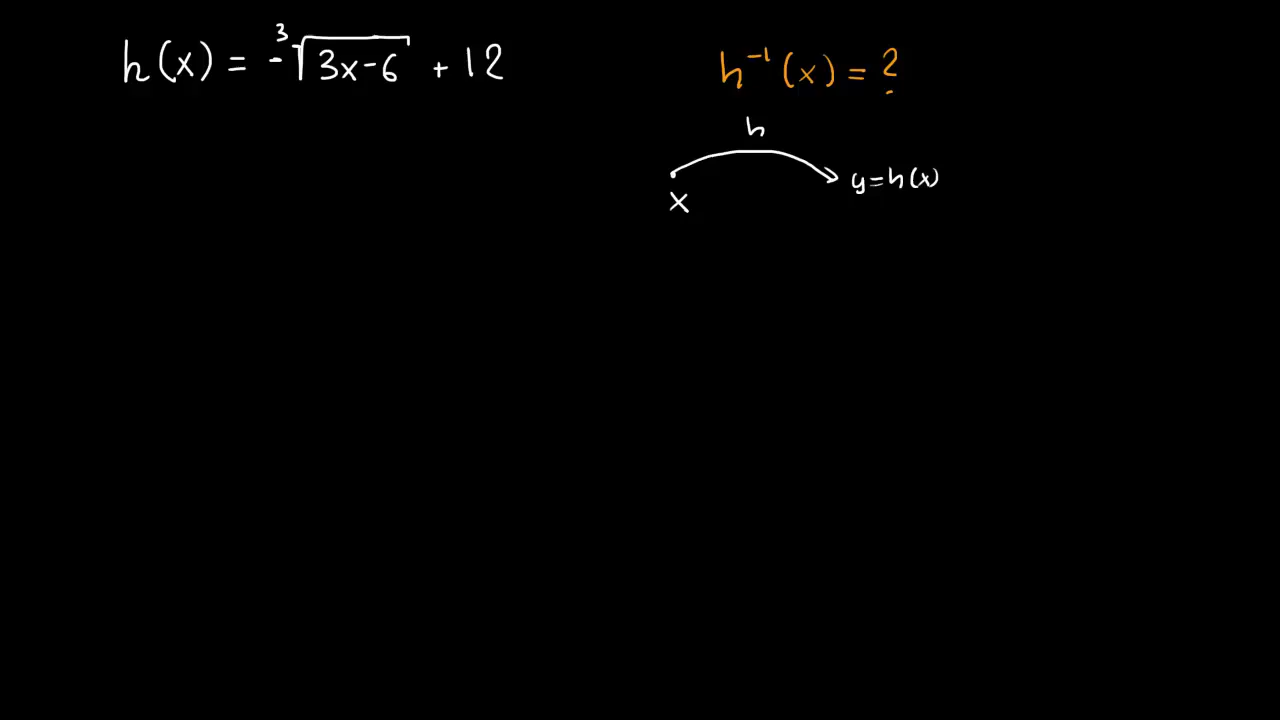 h(x) = -∛(3x-6) + 12
h⁻¹(x) = ?
h
y=h(x)
x